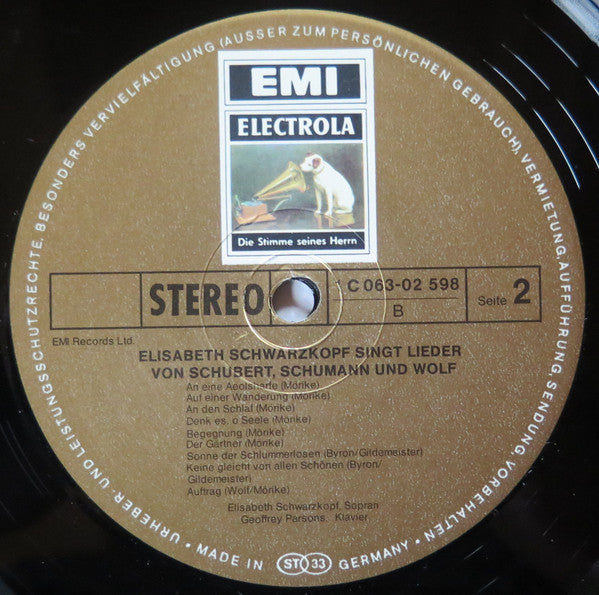 URHEBER- UND LEISTUNGSSCHUTZRECHTE, BESONDERS VERVIELFÄLTIGUNG (AUSSER ZUM PERSÖNLICHEN GEBRAUCH), VERMIETUNG, AUFFÜHRUNG, SENDUNG, VORBEHALTEN
EMI
ELECTROLA
Die Stimme seines Herrn
STEREO
1 C 063-02 598
B
Seite 2
EMI Records Ltd.
ELISABETH SCHWARZKOPF SINGT LIEDER
VON SCHUBERT, SCHUMANN UND WOLF
An eine Aeolsharfe (Mörike)
Auf einer Wanderung (Mörike)
An den Schlaf (Mörike)
Denk es, o Seele (Mörike)
Begegnung (Mörike)
Der Gärtner (Mörike)
Sonne der Schlummerlosen (Byron/Gildemeister)
Keine gleicht von allen Schönen (Byron/
Gildemeister)
Auftrag (Wolf/Mörike)
Elisabeth Schwarzkopf, Sopran
Geoffrey Parsons, Klavier
• MADE IN ST 33 GERMANY •